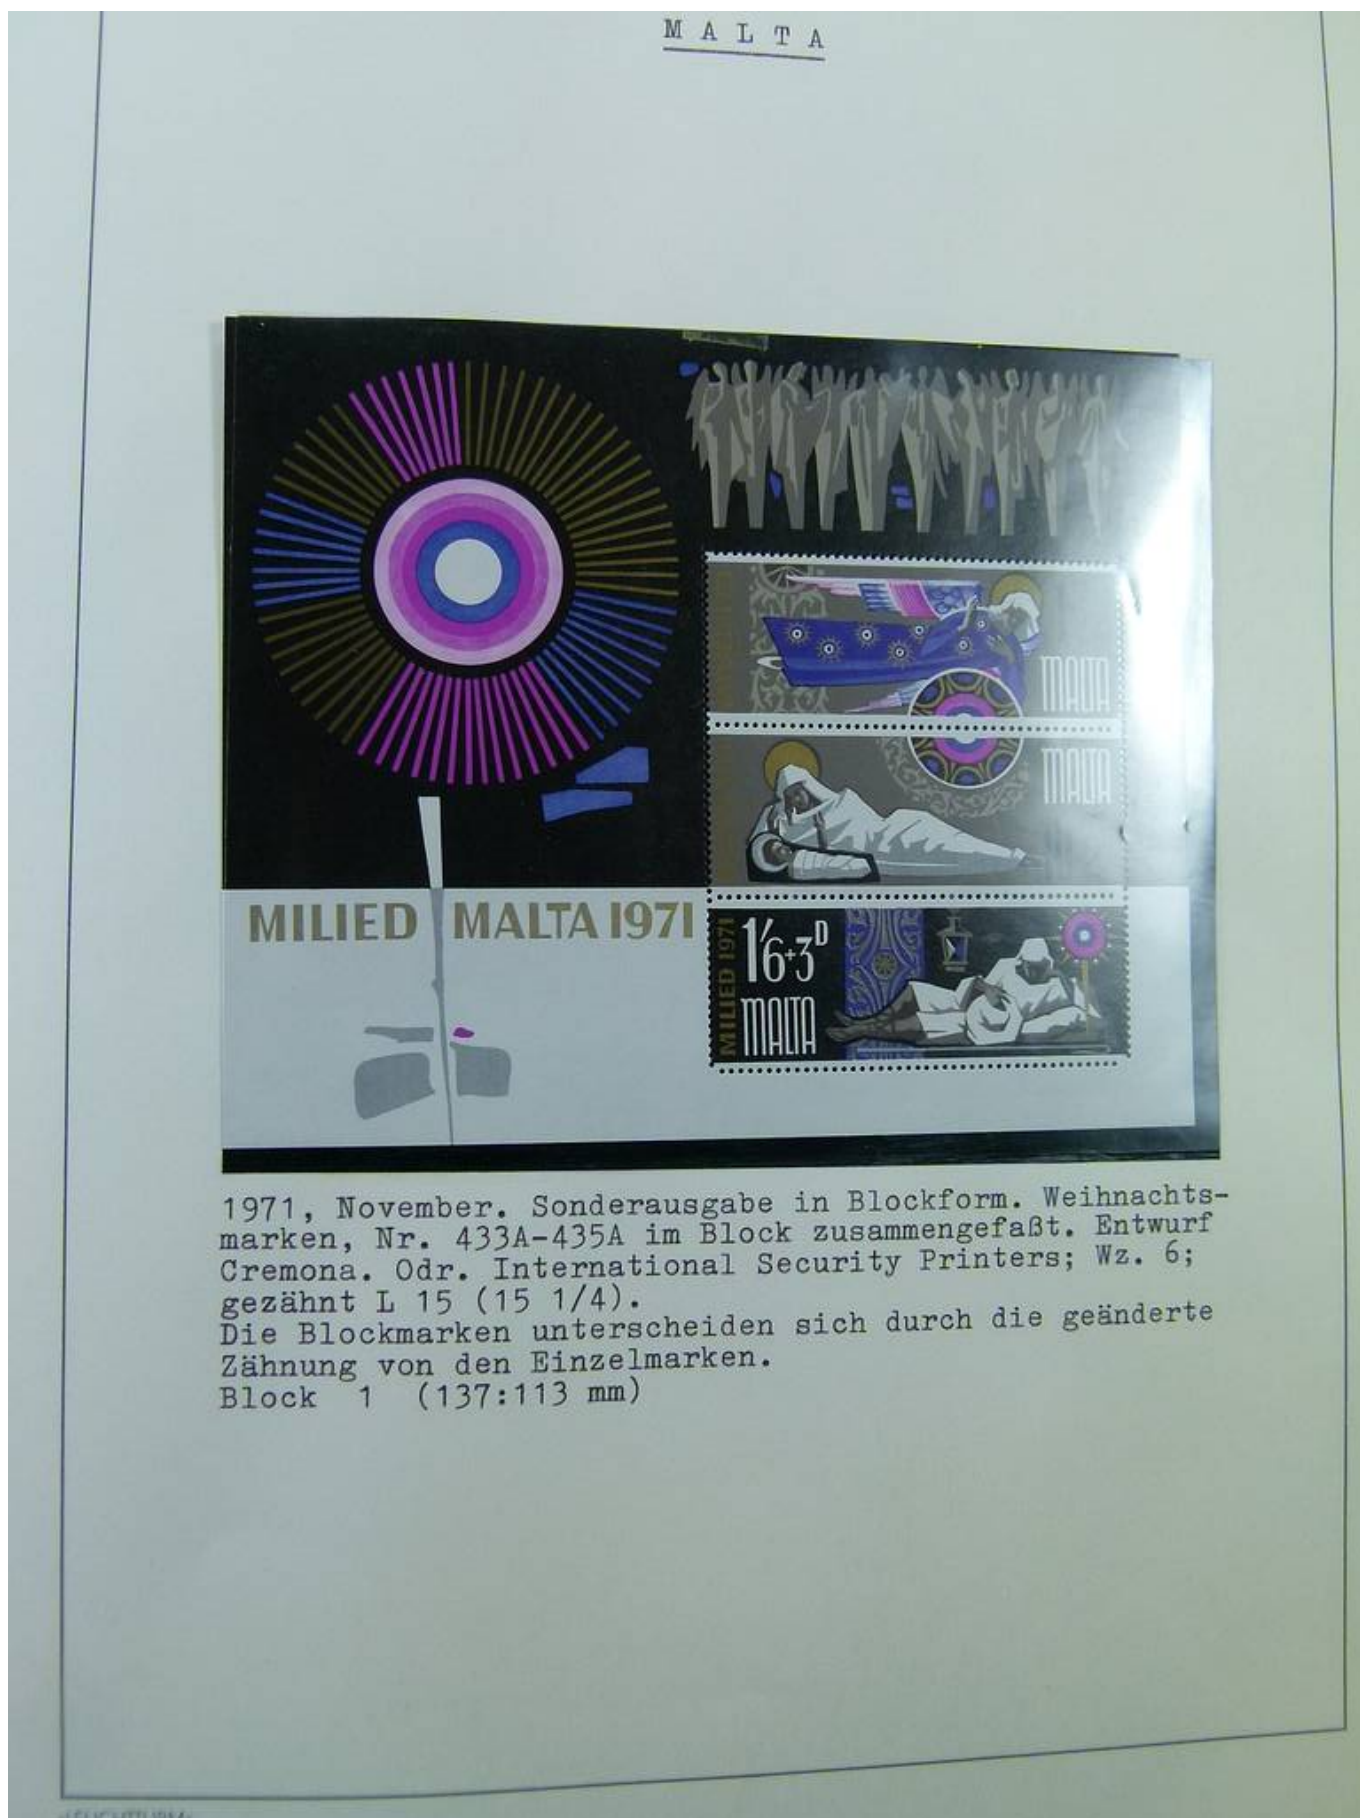 M A L T A
MALTA
MALTA
MILIED MALTA 1971
MILIED 1971
1'6+3D
MALTA
1971, November. Sonderausgabe in Blockform. Weihnachts-
marken, Nr. 433A-435A im Block zusammengefaßt. Entwurf
Cremona. Odr. International Security Printers; Wz. 6;
gezähnt L 15 (15 1/4).
Die Blockmarken unterscheiden sich durch die geänderte
Zähnung von den Einzelmarken.
Block 1 (137:113 mm)